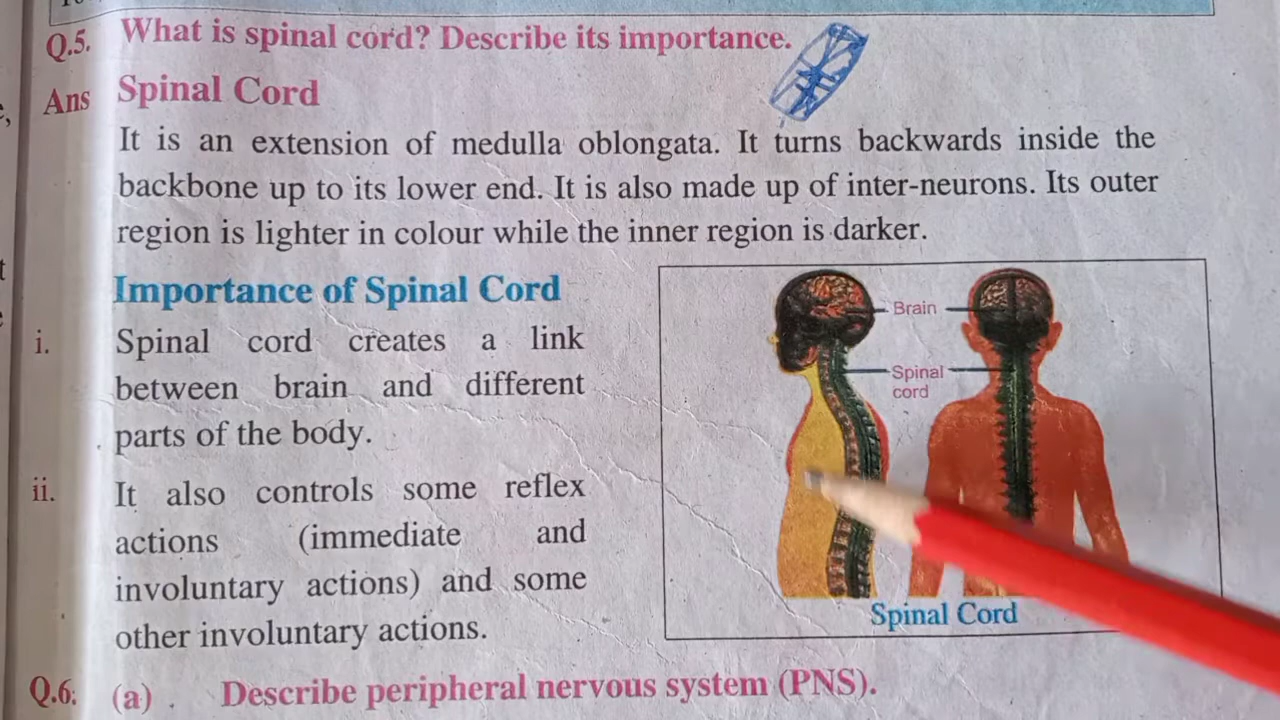 Q.5. What is spinal cord? Describe its importance.
Ans Spinal Cord
It is an extension of medulla oblongata. It turns backwards inside the
backbone up to its lower end. It is also made up of inter-neurons. Its outer
region is lighter in colour while the inner region is darker.
Importance of Spinal Cord
i. Spinal cord creates a link
between brain and different
parts of the body.
ii. It also controls some reflex
actions (immediate and
involuntary actions) and some
other involuntary actions.
Brain
Spinal
cord
Spinal Cord
Q.6. (a) Describe peripheral nervous system (PNS).